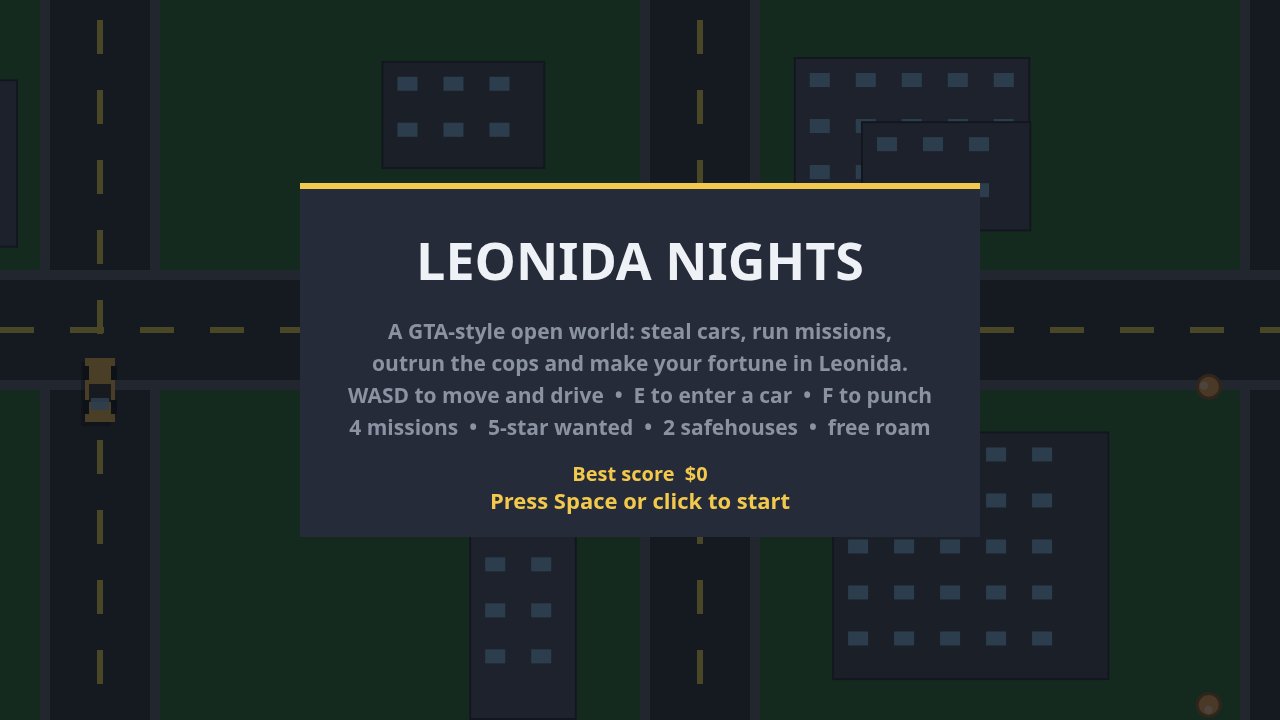 LEONIDA NIGHTS
A GTA-style open world: steal cars, run missions,
outrun the cops and make your fortune in Leonida.
WASD to move and drive • E to enter a car • F to punch
4 missions • 5-star wanted • 2 safehouses • free roam
Best score $0
Press Space or click to start